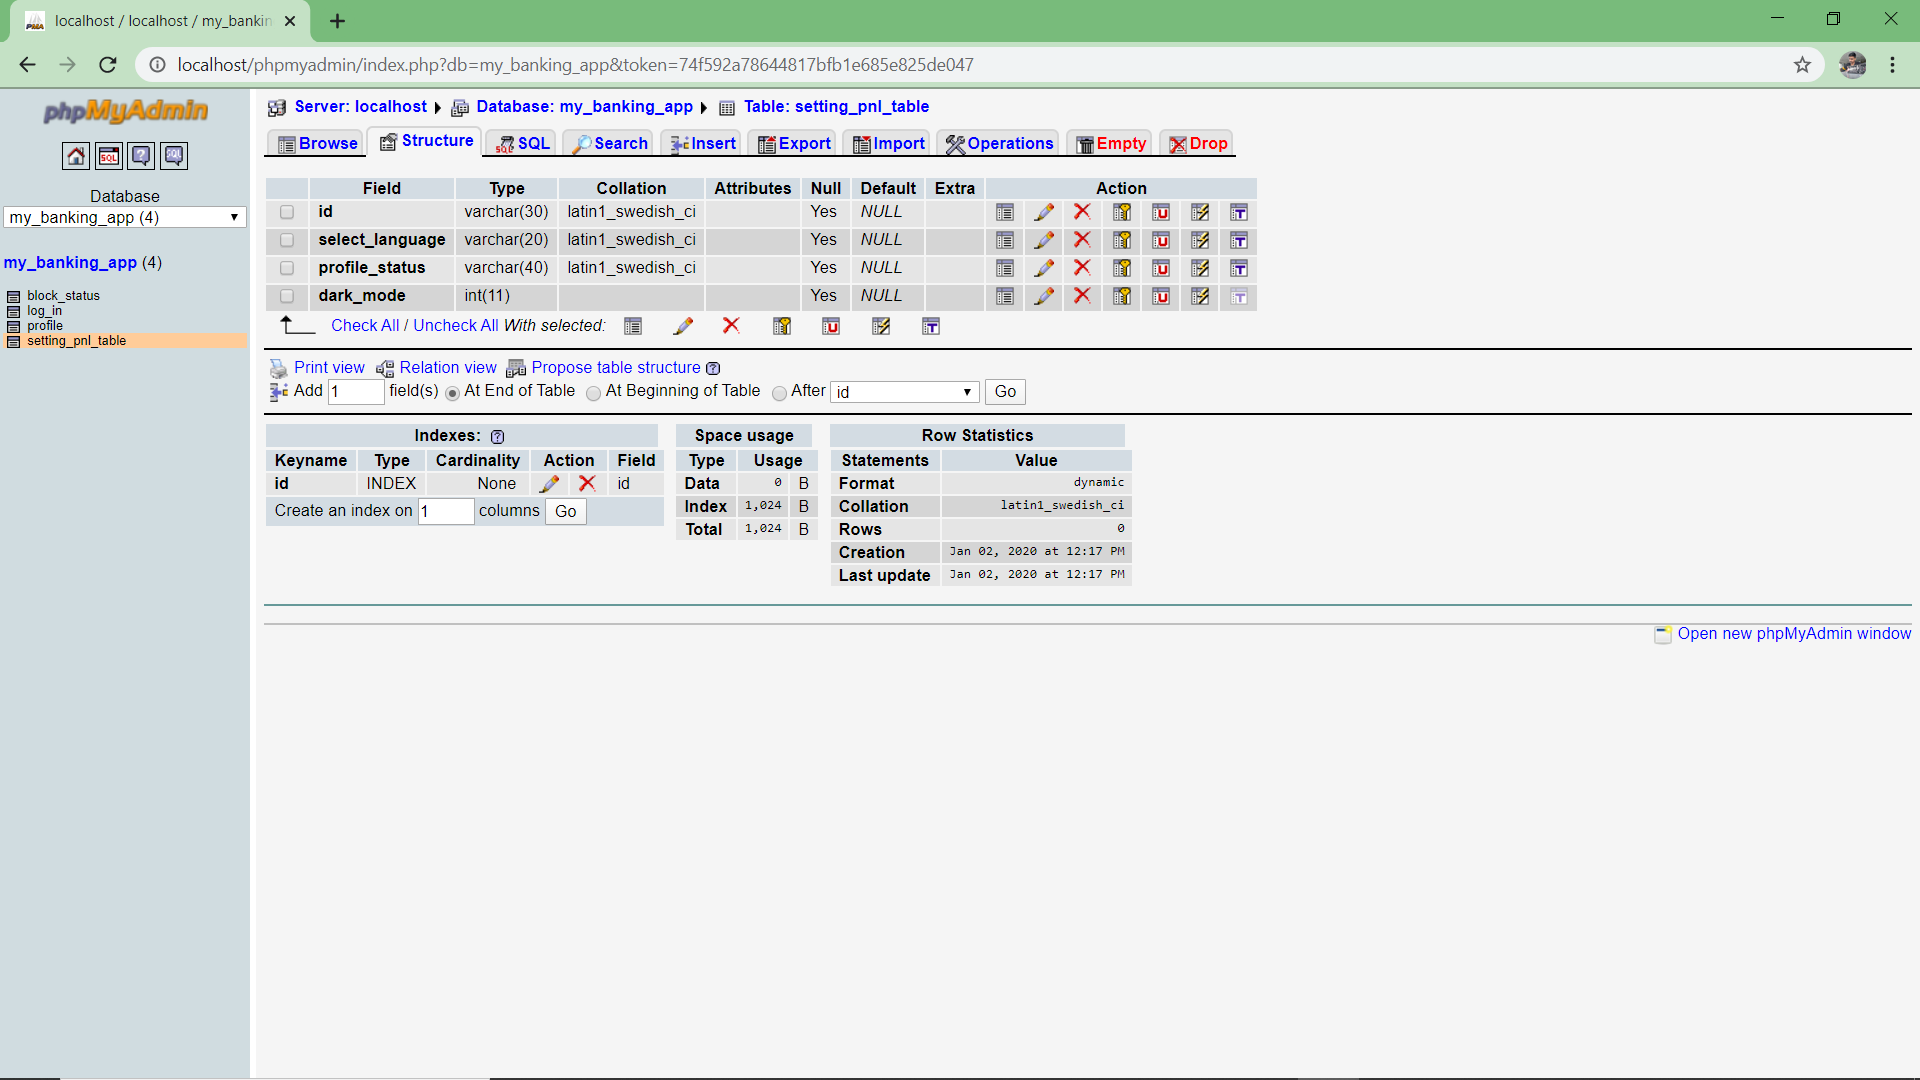 localhost / localhost / my_bankin
localhost/phpmyadmin/index.php?db=my_banking_app&token=74f592a78644817bfb1e685e825de047
phpMyAdmin
SQL
SQL
Database
my_banking_app (4)
my_banking_app (4)
block_status
log_in
profile
setting_pnl_table
Server: localhost Database: my_banking_app Table: setting_pnl_table
Browse Structure SQL Search Insert Export Import Operations Empty Drop
Field Type Collation Attributes Null Default Extra Action
id varchar(30) latin1_swedish_ci Yes NULL
select_language varchar(20) latin1_swedish_ci Yes NULL
profile_status varchar(40) latin1_swedish_ci Yes NULL
dark_mode int(11) Yes NULL
Check All / Uncheck All With selected:
Print view Relation view Propose table structure
Add 1 field(s) At End of Table At Beginning of Table After id Go
Indexes:
Keyname Type Cardinality Action Field
id INDEX None id
Create an index on 1 columns Go
Space usage
Type Usage
Data 0 B
Index 1,024 B
Total 1,024 B
Row Statistics
Statements Value
Format dynamic
Collation latin1_swedish_ci
Rows 0
Creation Jan 02, 2020 at 12:17 PM
Last update Jan 02, 2020 at 12:17 PM
Open new phpMyAdmin window